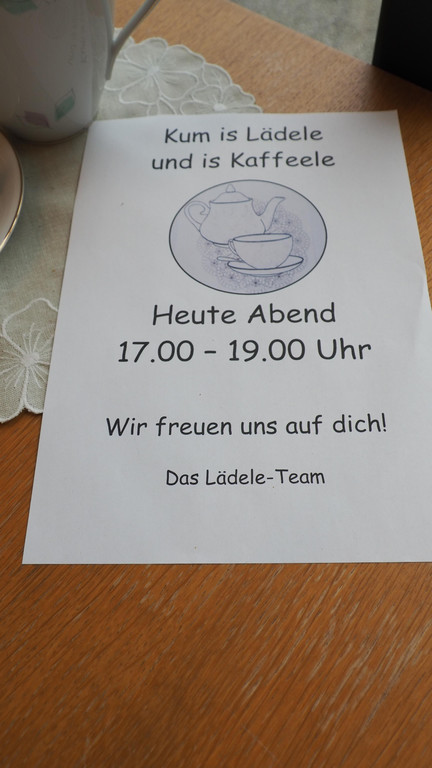 Kum is Lädele
und is Kaffeele
Heute Abend
17.00 – 19.00 Uhr
Wir freuen uns auf dich!
Das Lädele-Team